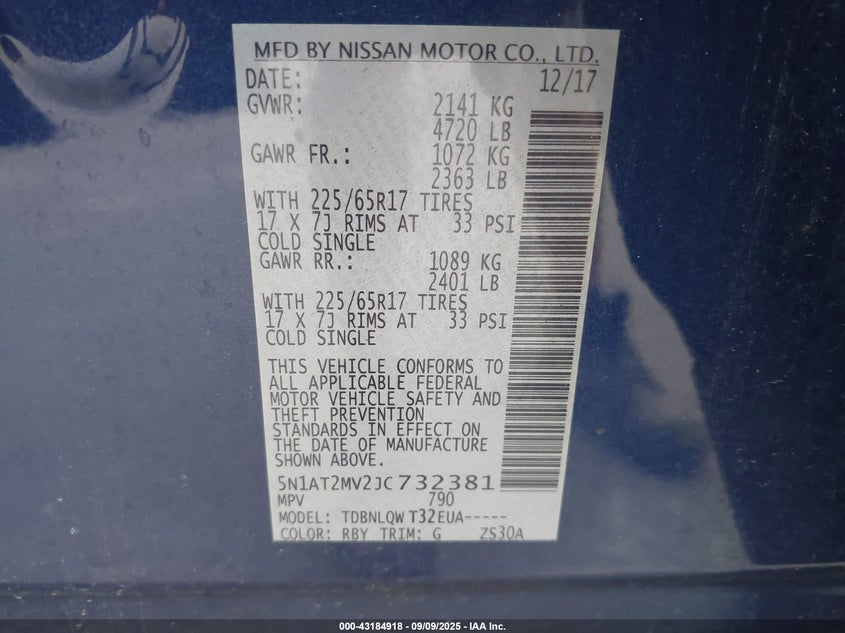 MFD BY NISSAN MOTOR CO., LTD.
DATE: 12/17
GVWR: 2141 KG
4720 LB
GAWR FR.: 1072 KG
2363 LB
WITH 225/65R17 TIRES
17 X 7J RIMS AT 33 PSI
COLD SINGLE
GAWR RR.: 1089 KG
2401 LB
WITH 225/65R17 TIRES
17 X 7J RIMS AT 33 PSI
COLD SINGLE
THIS VEHICLE CONFORMS TO
ALL APPLICABLE FEDERAL
MOTOR VEHICLE SAFETY AND
THEFT PREVENTION
STANDARDS IN EFFECT ON
THE DATE OF MANUFACTURE
SHOWN ABOVE.
5N1AT2MV2JC732381
MPV 790
MODEL: TDBNLQW T32EUA-----
COLOR: RBY TRIM: G ZS30A
000-43184918 - 09/09/2025 - IAA Inc.